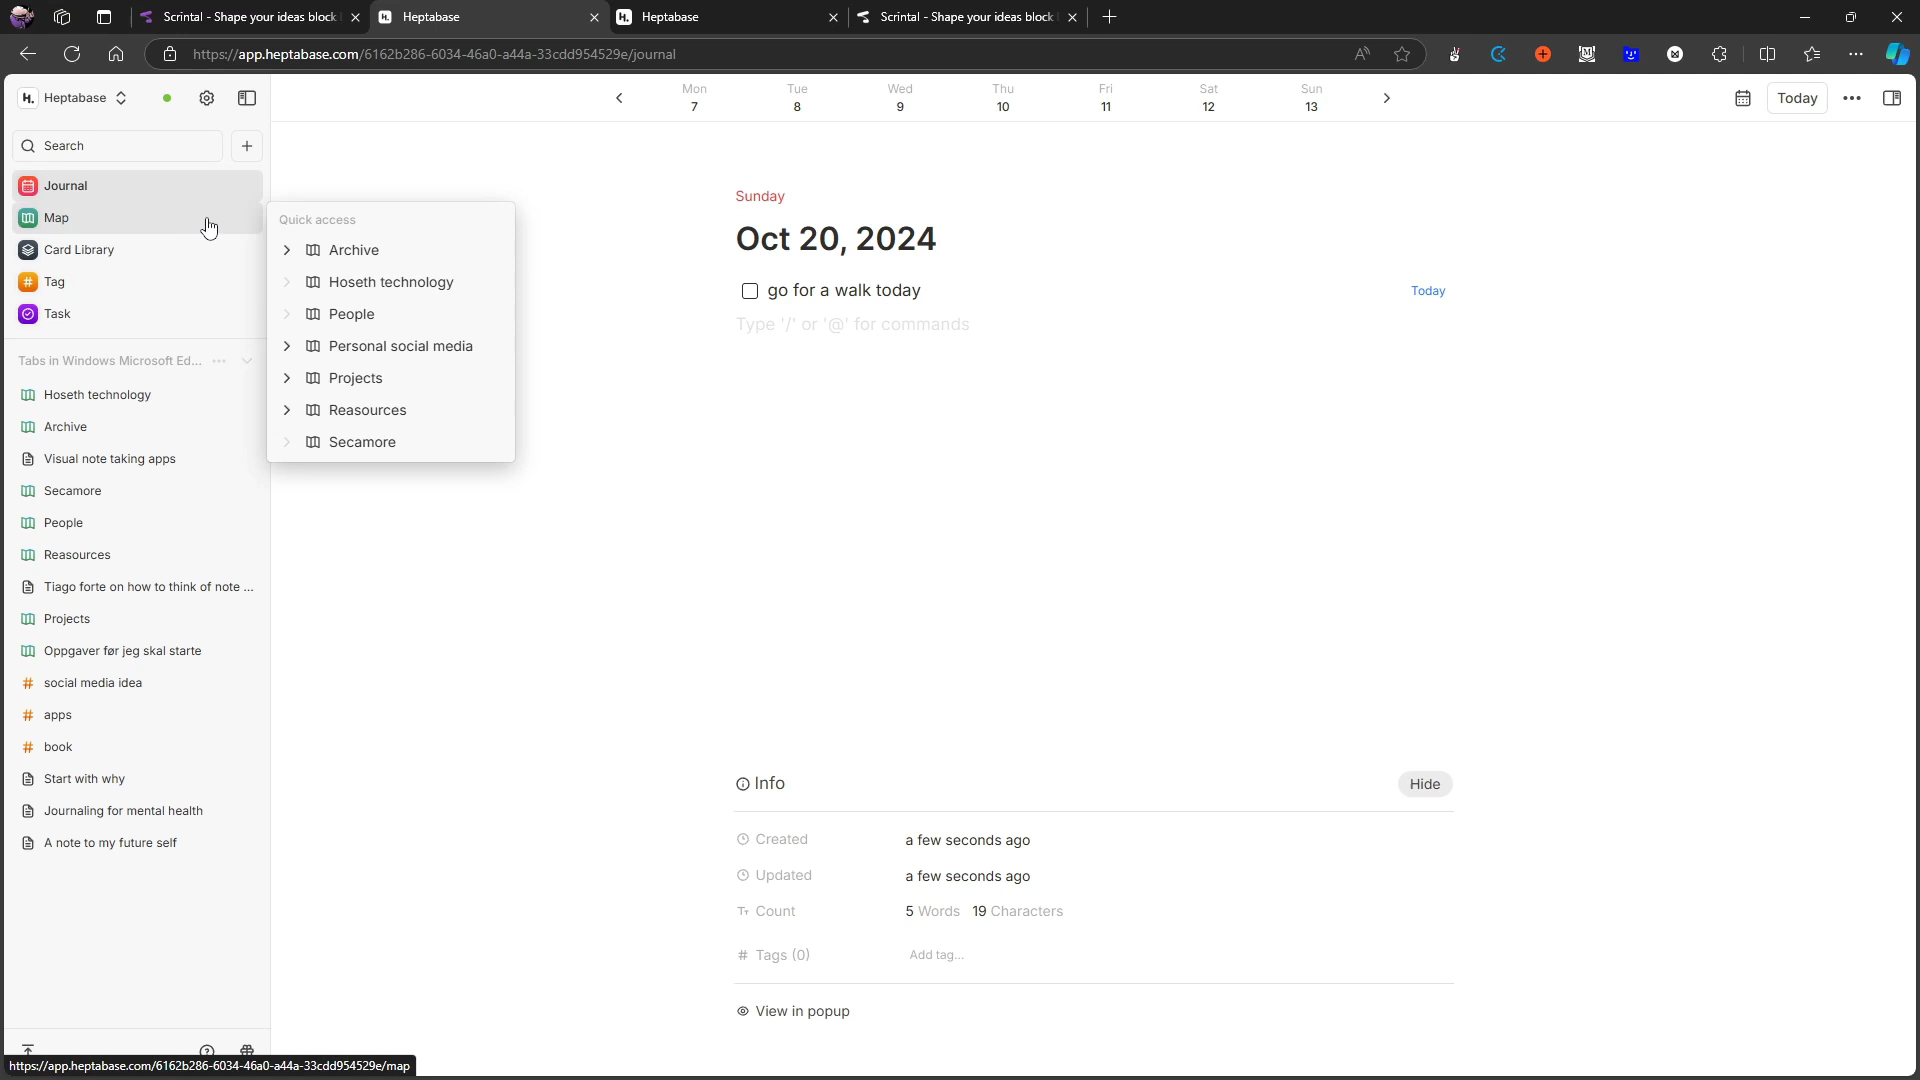 Scrintal - Shape your ideas block
Heptabase
Heptabase
Scrintal - Shape your ideas block
https://app.heptabase.com/6162b286-6034-46a0-a44a-33cdd954529e/journal
Heptabase
Search
Journal
Map
Card Library
Tag
Task
Tabs in Windows Microsoft Ed...
Hoseth technology
Archive
Visual note taking apps
Secamore
People
Reasources
Tiago forte on how to think of note ...
Projects
Oppgaver før jeg skal starte
# social media idea
# apps
# book
Start with why
Journaling for mental health
A note to my future self
https://app.heptabase.com/6162b286-6034-46a0-a44a-33cdd954529e/map
Quick access
Archive
Hoseth technology
People
Personal social media
Projects
Reasources
Secamore
Mon Tue Wed Thu Fri Sat Sun
7 8 9 10 11 12 13
Today
Sunday
Oct 20, 2024
go for a walk today Today
Type '/' or '@' for commands
Info Hide
Created a few seconds ago
Updated a few seconds ago
Count 5 Words 19 Characters
# Tags (0) Add tag...
View in popup